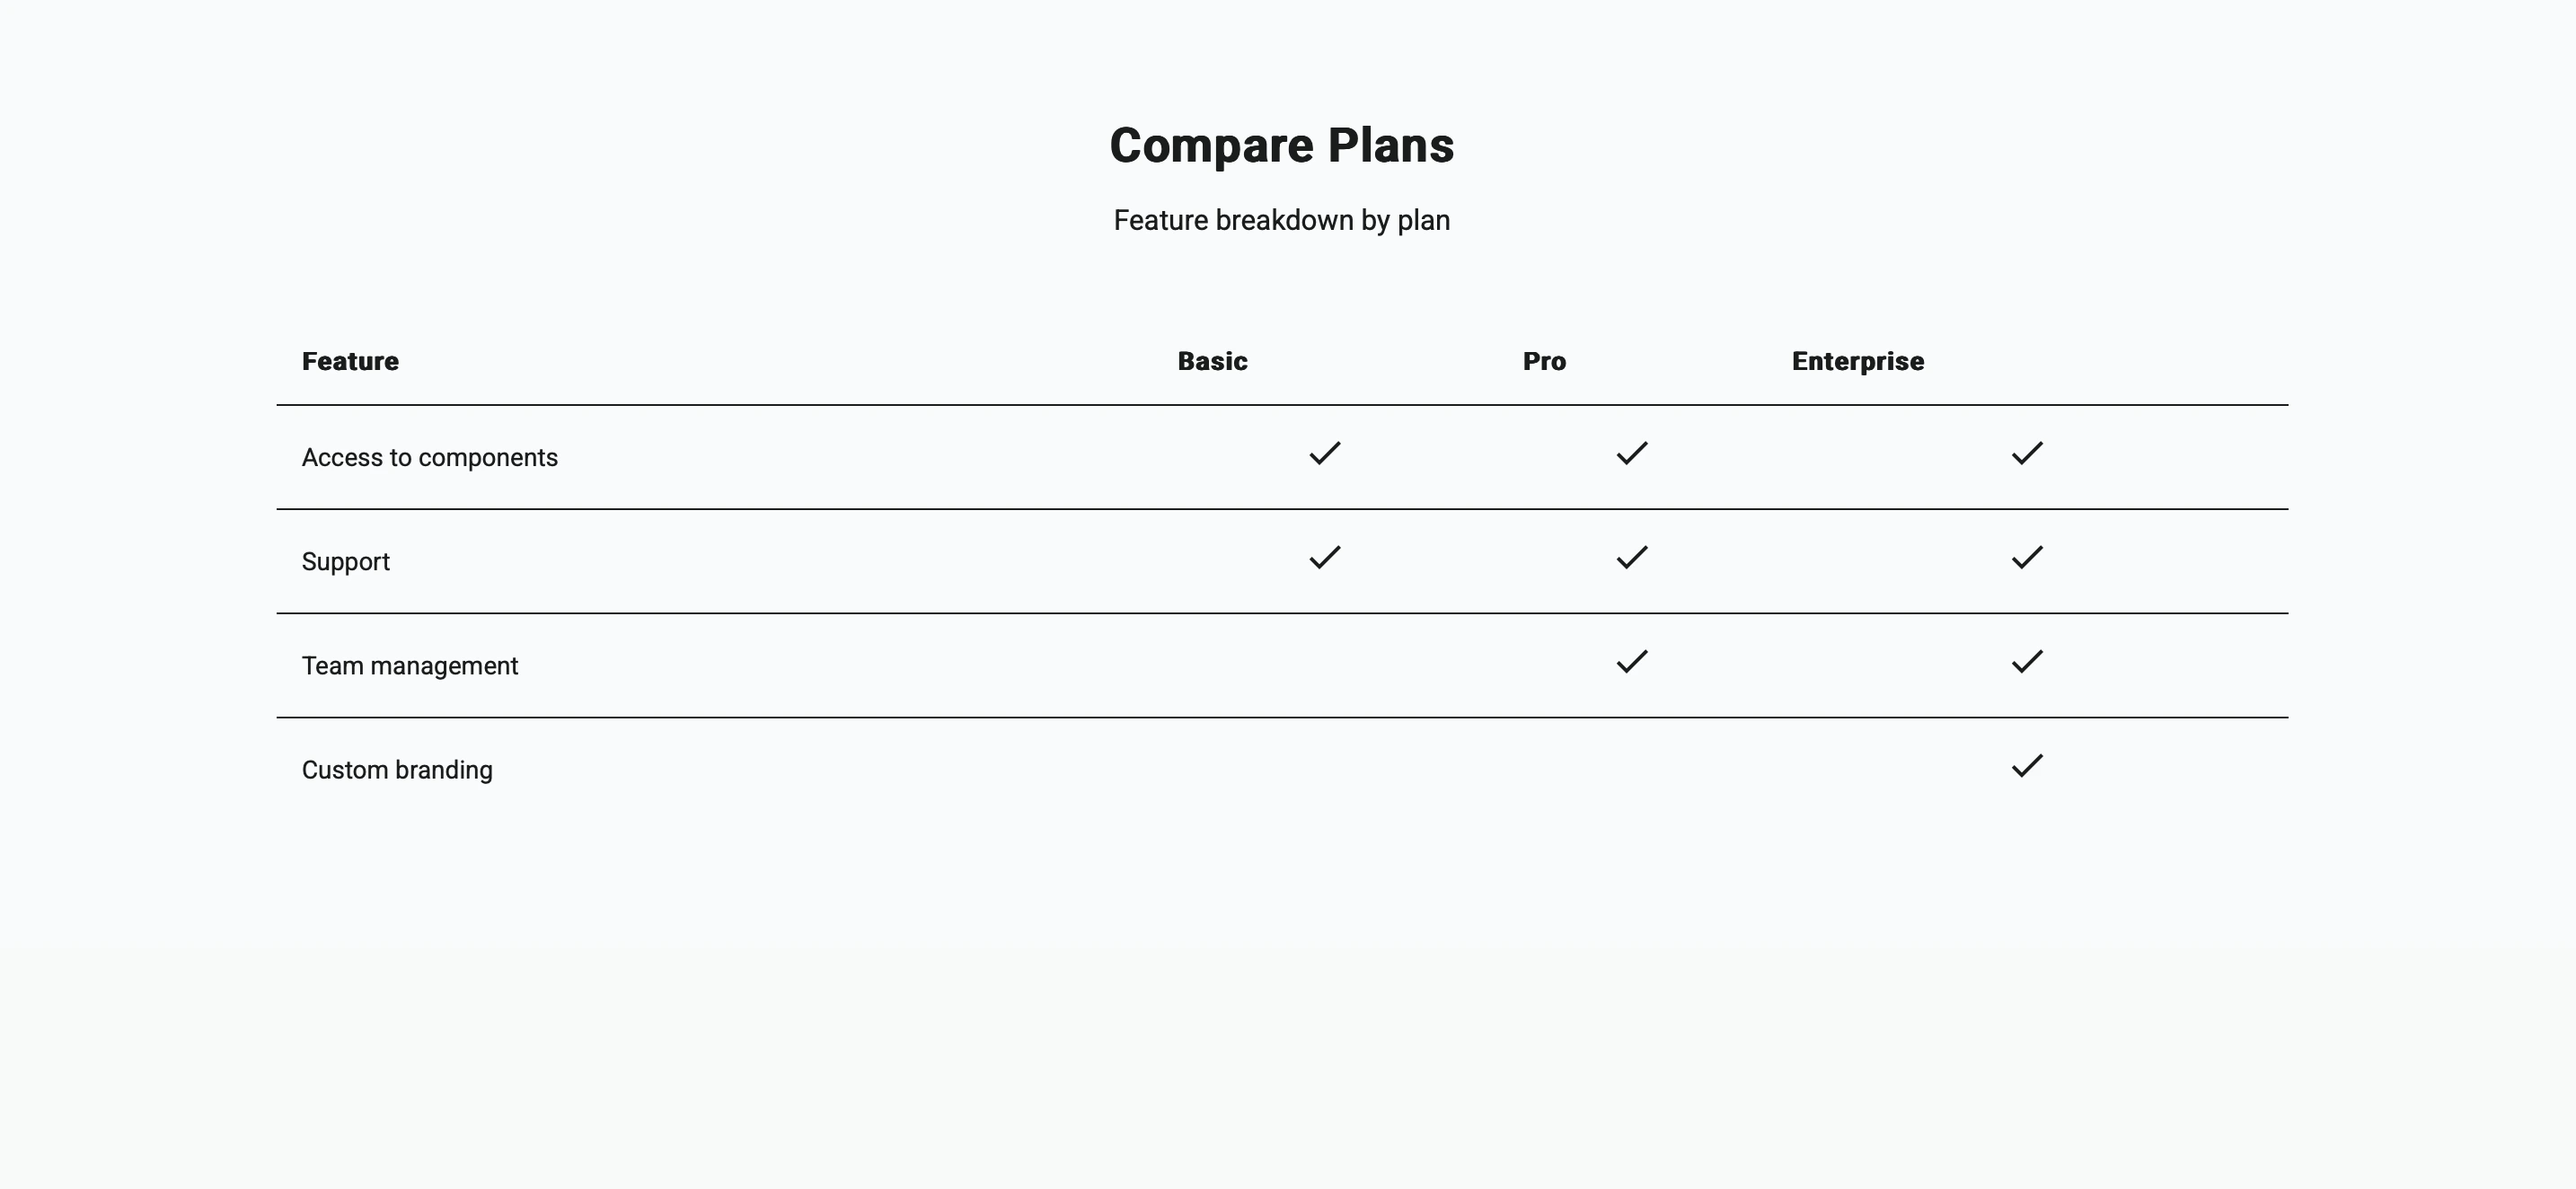 Compare Plans
Feature breakdown by plan
Feature Basic Pro Enterprise
Access to components ✓ ✓ ✓
Support ✓ ✓ ✓
Team management ✓ ✓
Custom branding ✓